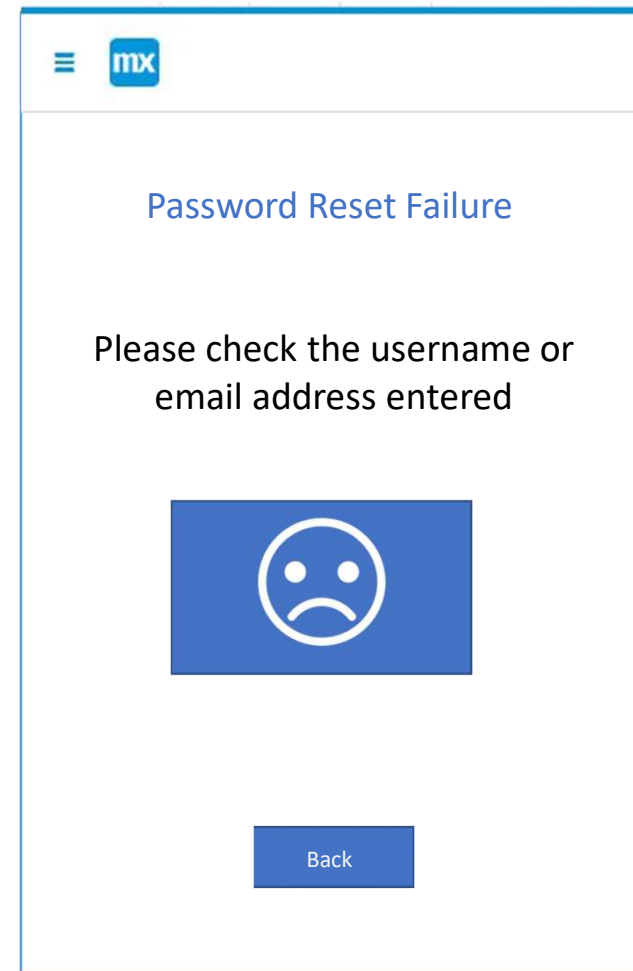 mx
Password Reset Failure
Please check the username or
email address entered
Back